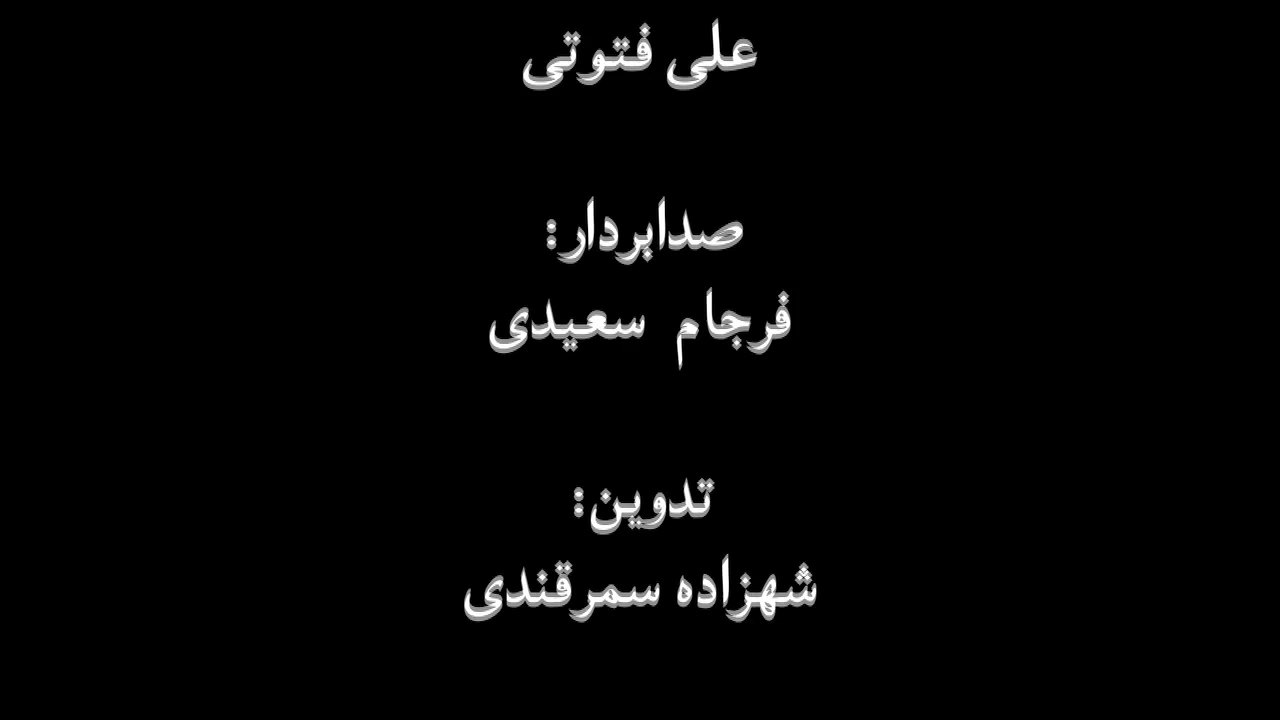 علی فتوتی
صدابردار:
فرجام سعیدی
تدوین:
شهزاده سمرقندی